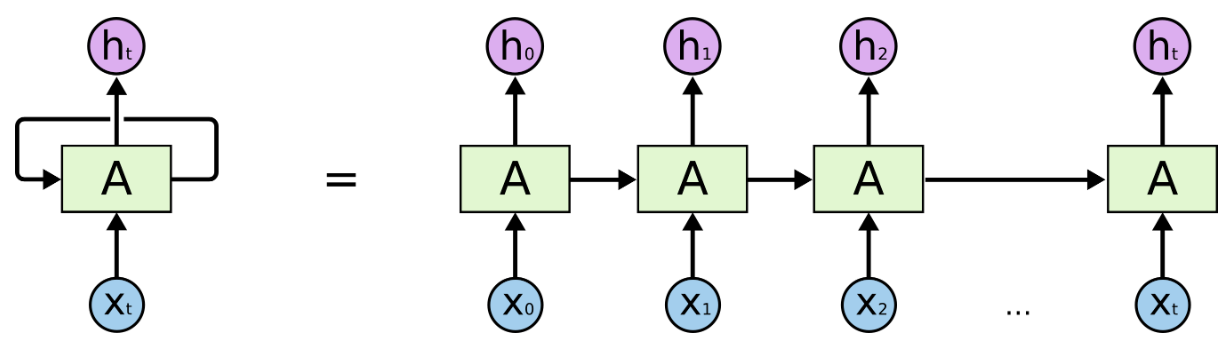 hₜ h₀ h₁ h₂ hₜ
A = A A A A
xₜ x₀ x₁ x₂ ... xₜ